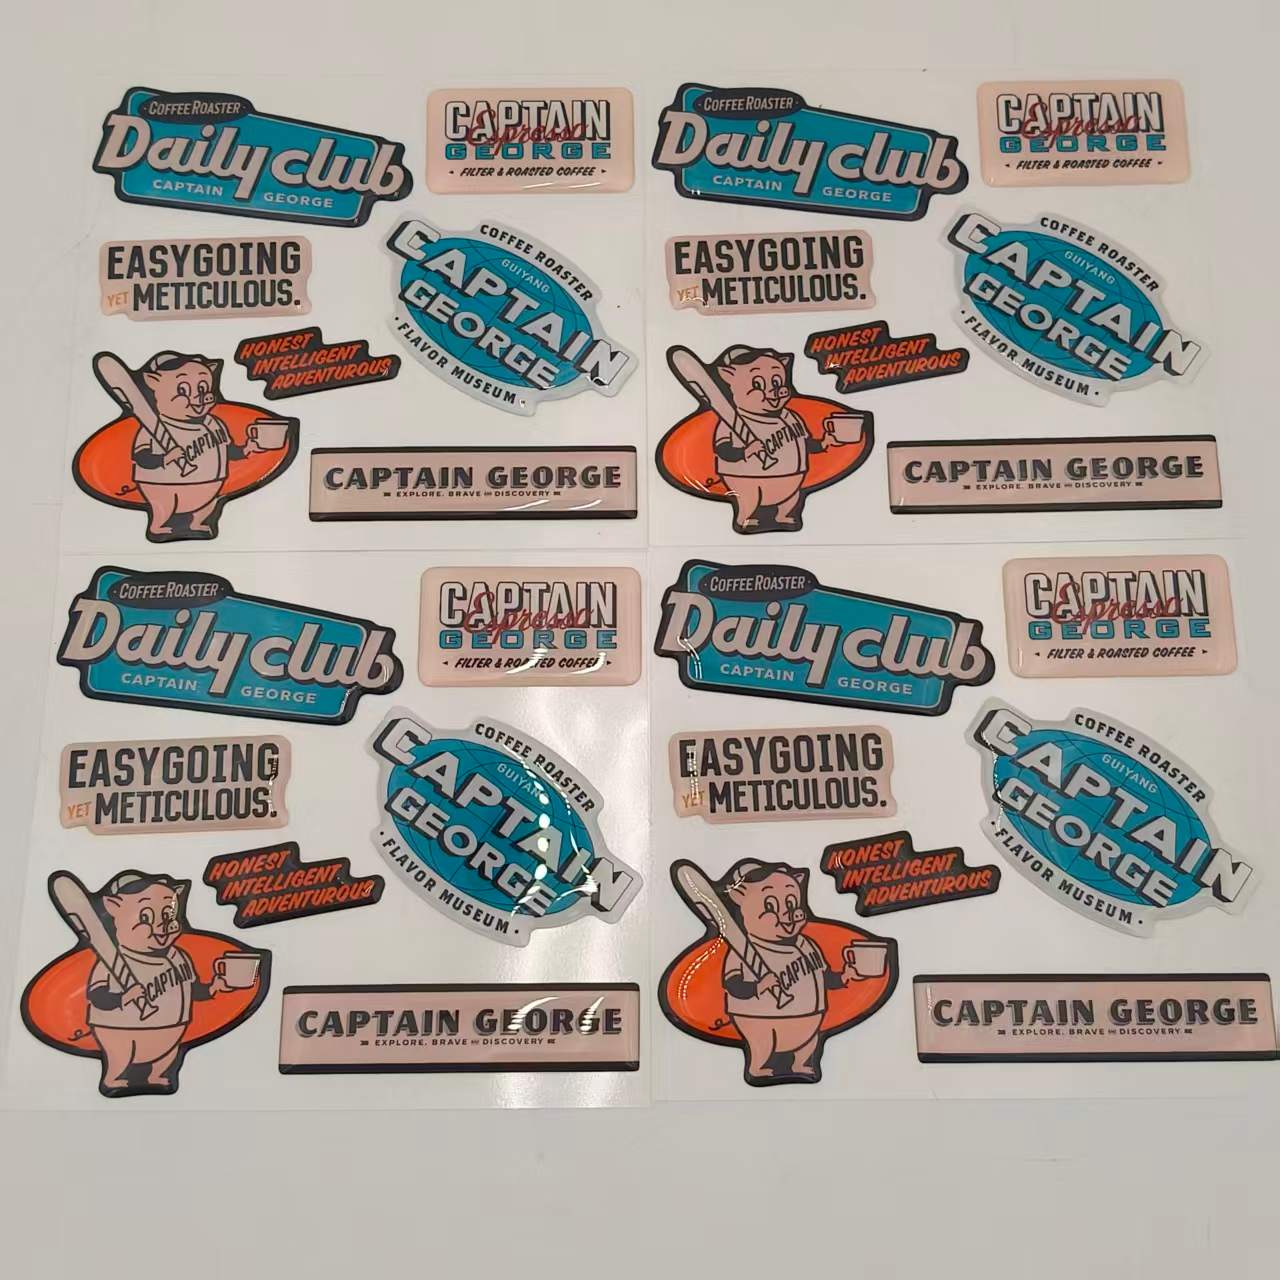 ·COFFEE ROASTER·
Daily club
CAPTAIN GEORGE
CAPTAIN
Espresso
GEORGE
FILTER & ROASTED COFFEE
EASYGOING
YET METICULOUS.
COFFEE ROASTER
GUIYANG
CAPTAIN
GEORGE
·FLAVOR MUSEUM·
HONEST
INTELLIGENT
ADVENTUROUS
CAPTAIN
CAPTAIN GEORGE
EXPLORE. BRAVE AND DISCOVERY
·COFFEE ROASTER·
Daily club
CAPTAIN GEORGE
CAPTAIN
Espresso
GEORGE
FILTER & ROASTED COFFEE
EASYGOING
YET METICULOUS.
COFFEE ROASTER
GUIYANG
CAPTAIN
GEORGE
·FLAVOR MUSEUM·
HONEST
INTELLIGENT
ADVENTUROUS
CAPTAIN
CAPTAIN GEORGE
EXPLORE. BRAVE AND DISCOVERY
·COFFEE ROASTER·
Daily club
CAPTAIN GEORGE
CAPTAIN
Espresso
GEORGE
FILTER & ROASTED COFFEE
EASYGOING
YET METICULOUS.
COFFEE ROASTER
GUIYANG
CAPTAIN
GEORGE
·FLAVOR MUSEUM·
HONEST
INTELLIGENT
ADVENTUROUS
CAPTAIN
CAPTAIN GEORGE
EXPLORE. BRAVE AND DISCOVERY
·COFFEE ROASTER·
Daily club
CAPTAIN GEORGE
CAPTAIN
Espresso
GEORGE
FILTER & ROASTED COFFEE
EASYGOING
YET METICULOUS.
COFFEE ROASTER
GUIYANG
CAPTAIN
GEORGE
·FLAVOR MUSEUM·
HONEST
INTELLIGENT
ADVENTUROUS
CAPTAIN
CAPTAIN GEORGE
EXPLORE. BRAVE AND DISCOVERY